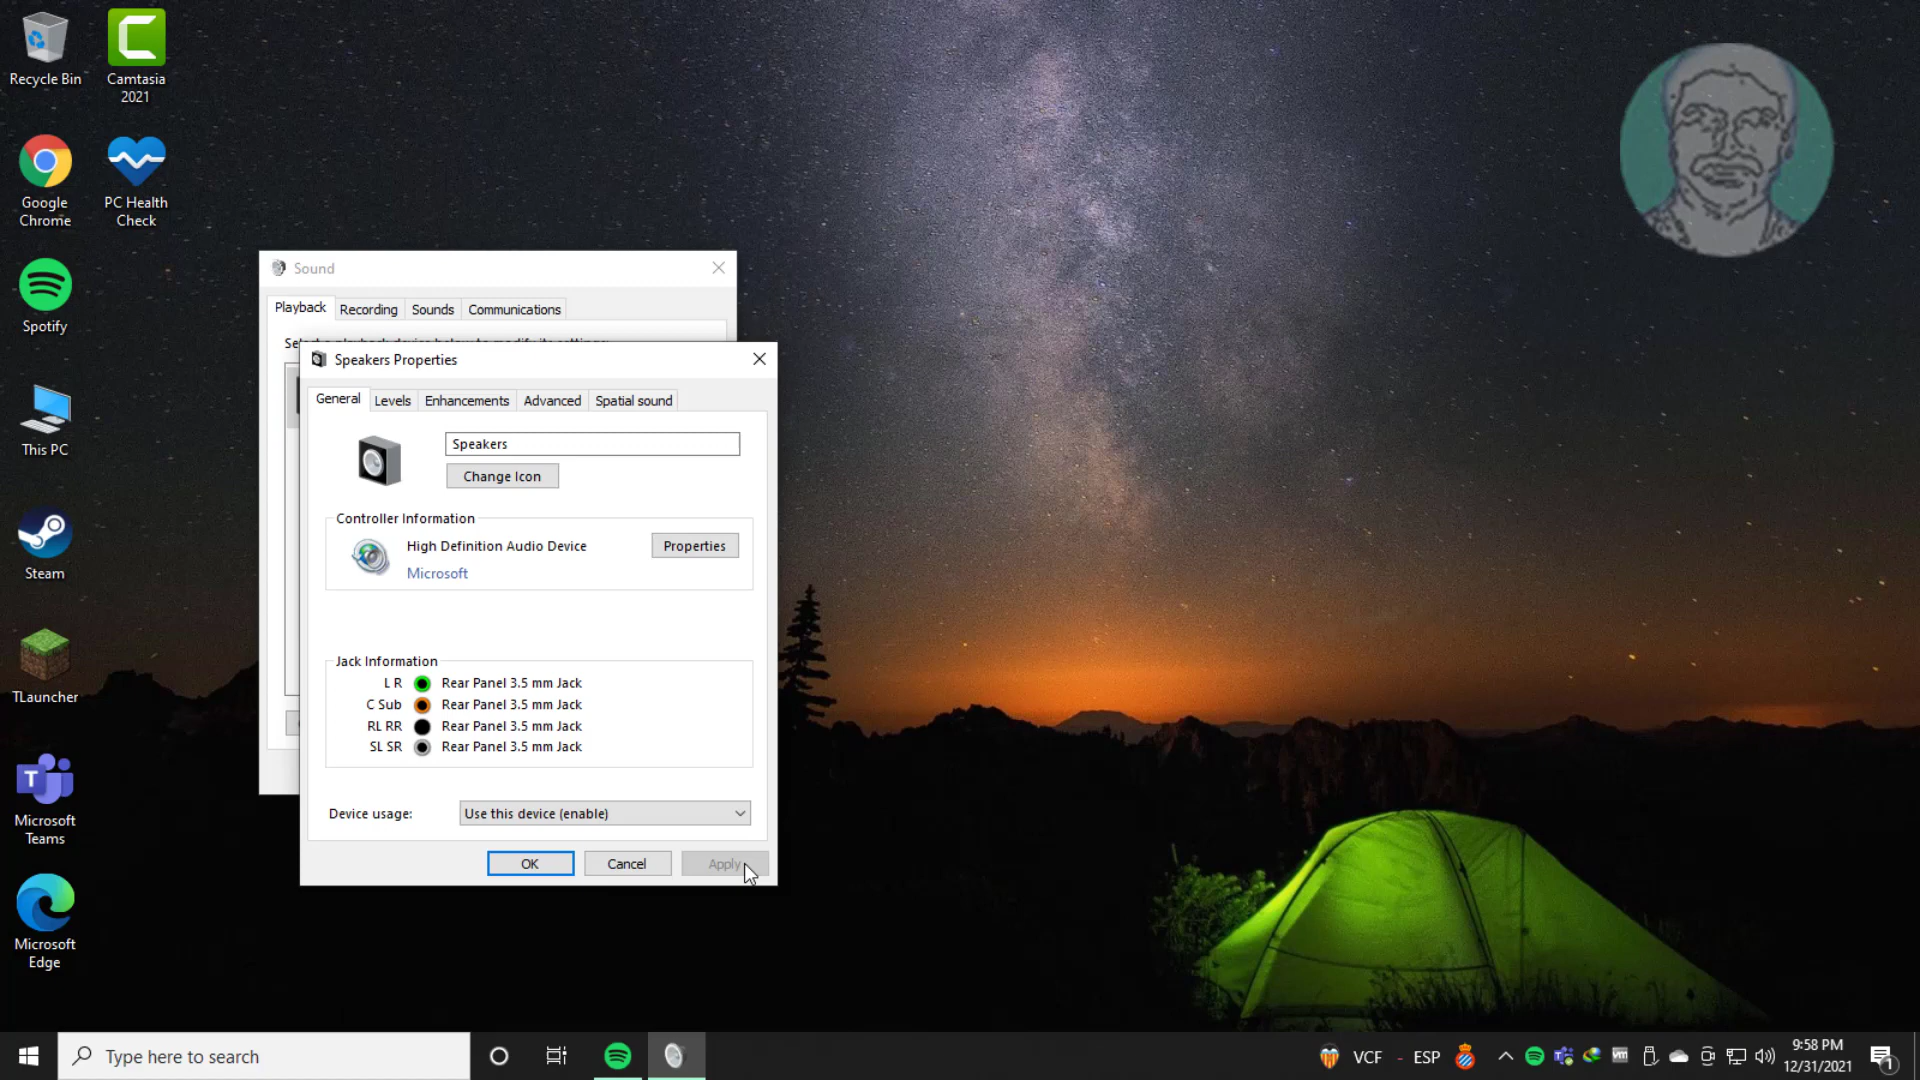 Recycle Bin
Camtasia
2021
Google
Chrome
PC Health
Check
Spotify
This PC
Steam
TLauncher
Microsoft
Teams
Microsoft
Edge
Sound
Playback
Recording
Sounds
Communications
Speakers Properties
General
Levels
Enhancements
Advanced
Spatial sound
Speakers
Change Icon
Controller Information
High Definition Audio Device
Properties
Microsoft
Jack Information
L R Rear Panel 3.5 mm Jack
C Sub Rear Panel 3.5 mm Jack
RL RR Rear Panel 3.5 mm Jack
SL SR Rear Panel 3.5 mm Jack
Device usage: Use this device (enable)
OK
Cancel
Apply
Type here to search
VCF - ESP
9:58 PM
12/31/2021
1